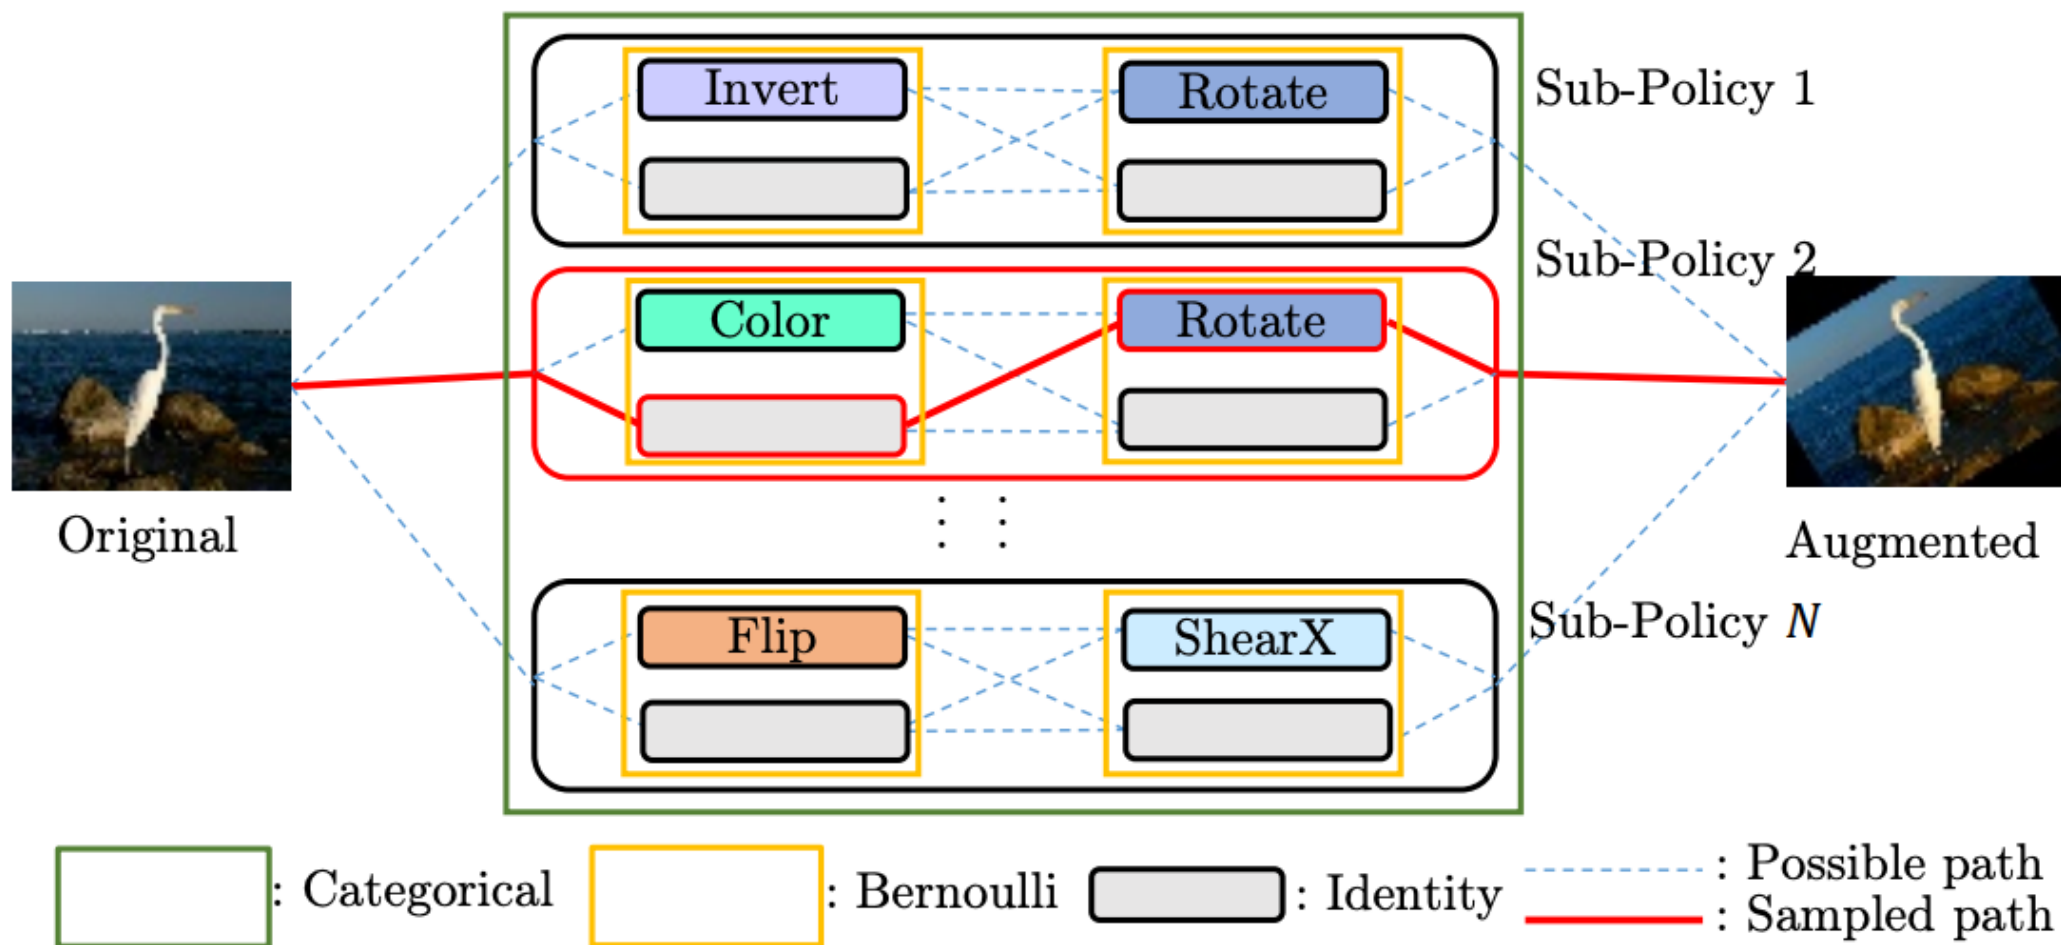 Invert
Rotate
Sub-Policy 1
Sub-Policy 2
Color
Rotate
Original
Augmented
Flip
ShearX
Sub-Policy N
: Categorical
: Bernoulli
: Identity
: Possible path
: Sampled path